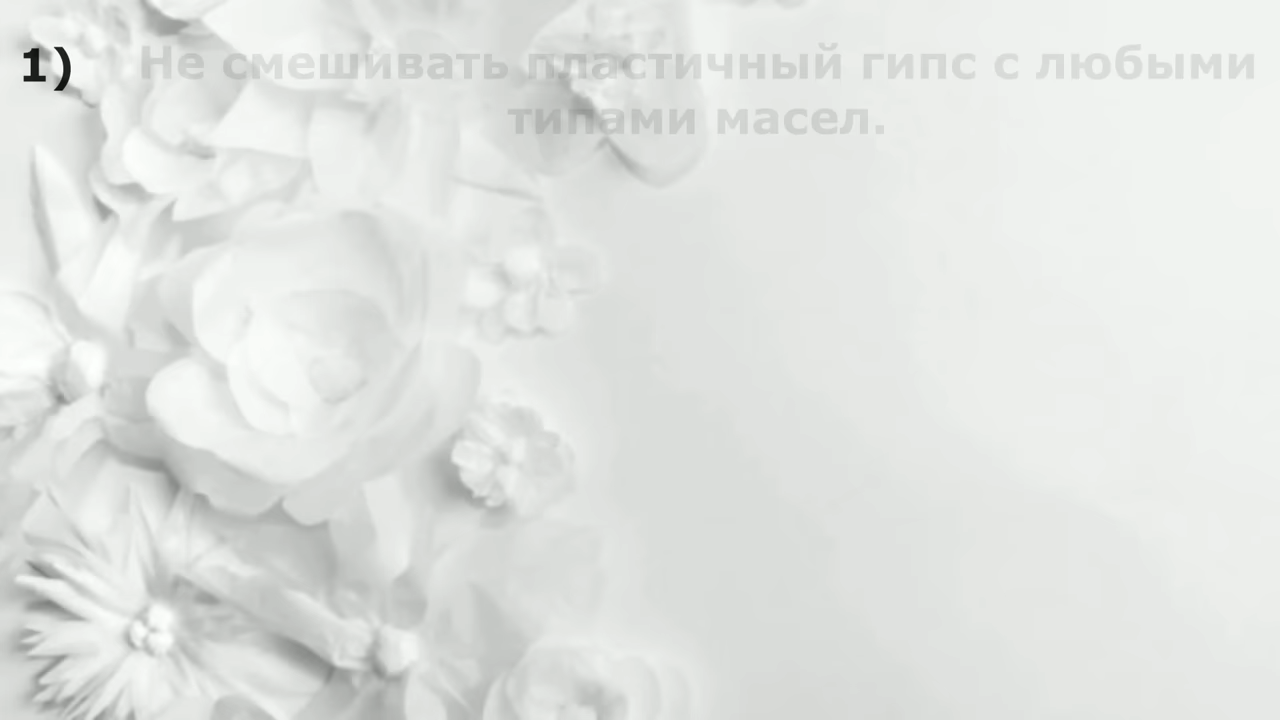 1) Не смешивать пластичный гипс с любыми
типами масел.